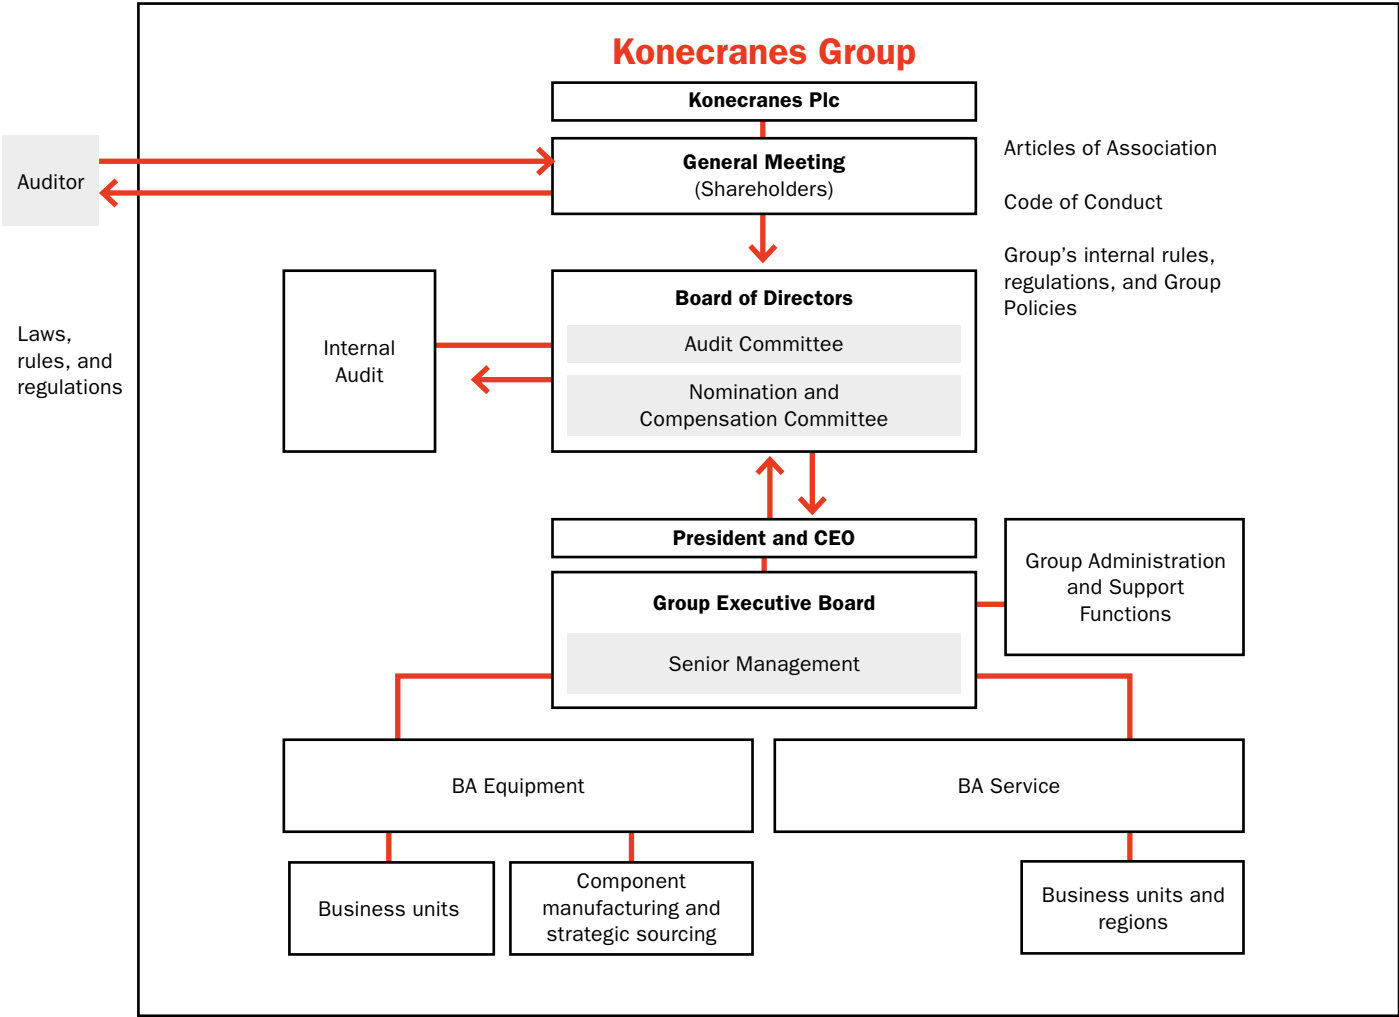 Konecranes Group
Konecranes Plc
General Meeting
(Shareholders)
Auditor
Articles of Association
Code of Conduct
Group's internal rules,
regulations, and Group
Policies
Laws,
rules, and
regulations
Internal
Audit
Board of Directors
Audit Committee
Nomination and
Compensation Committee
President and CEO
Group Executive Board
Senior Management
Group Administration
and Support
Functions
BA Equipment
BA Service
Business units
Component
manufacturing and
strategic sourcing
Business units and
regions